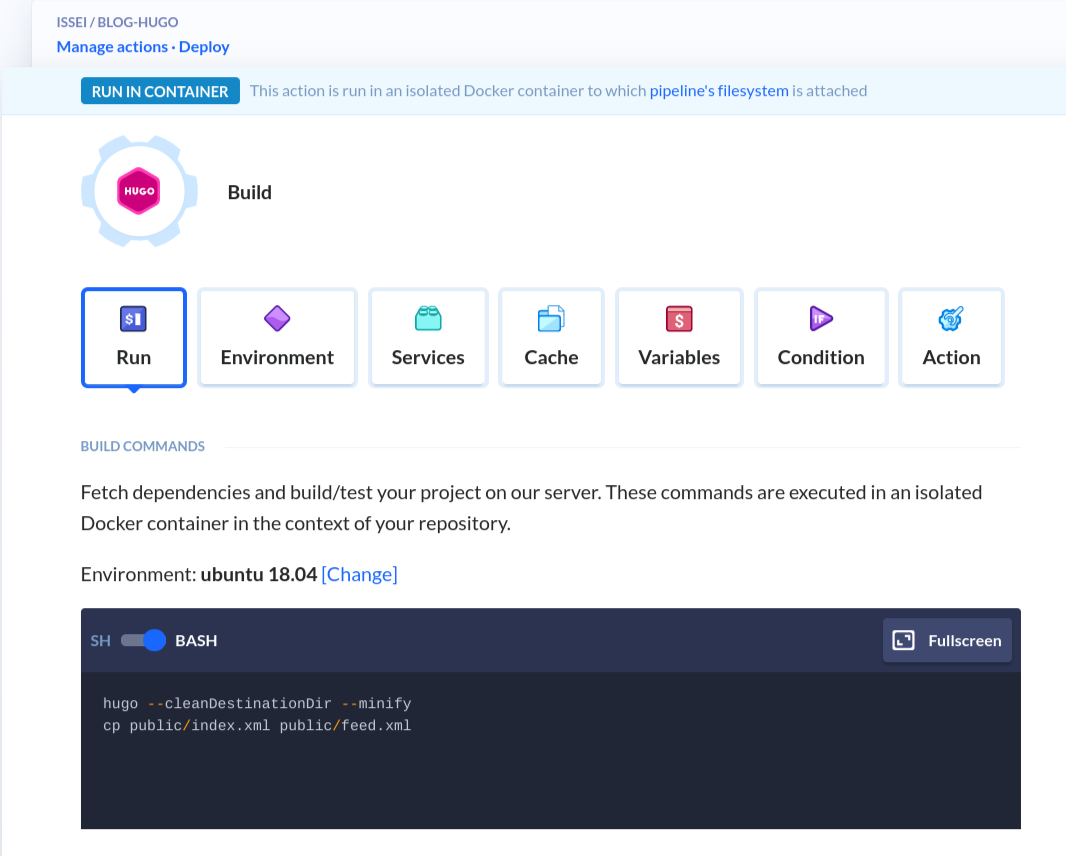 ISSEI / BLOG-HUGO
Manage actions · Deploy
RUN IN CONTAINER This action is run in an isolated Docker container to which pipeline's filesystem is attached
HUGO
Build
$
IF
$
Run Environment Services Cache Variables Condition Action
BUILD COMMANDS
Fetch dependencies and build/test your project on our server. These commands are executed in an isolated
Docker container in the context of your repository.
Environment: ubuntu 18.04 [Change]
SH BASH Fullscreen
hugo --cleanDestinationDir --minify
cp public/index.xml public/feed.xml